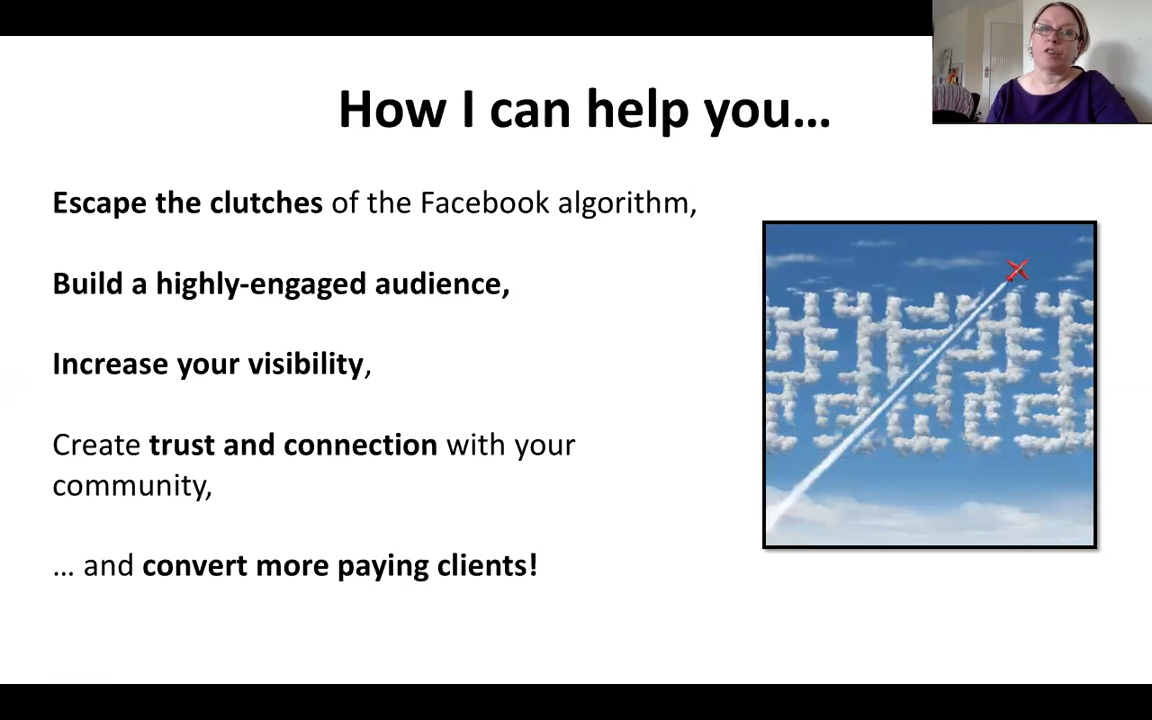 How I can help you...
Escape the clutches of the Facebook algorithm,
Build a highly-engaged audience,
Increase your visibility,
Create trust and connection with your
community,
... and convert more paying clients!